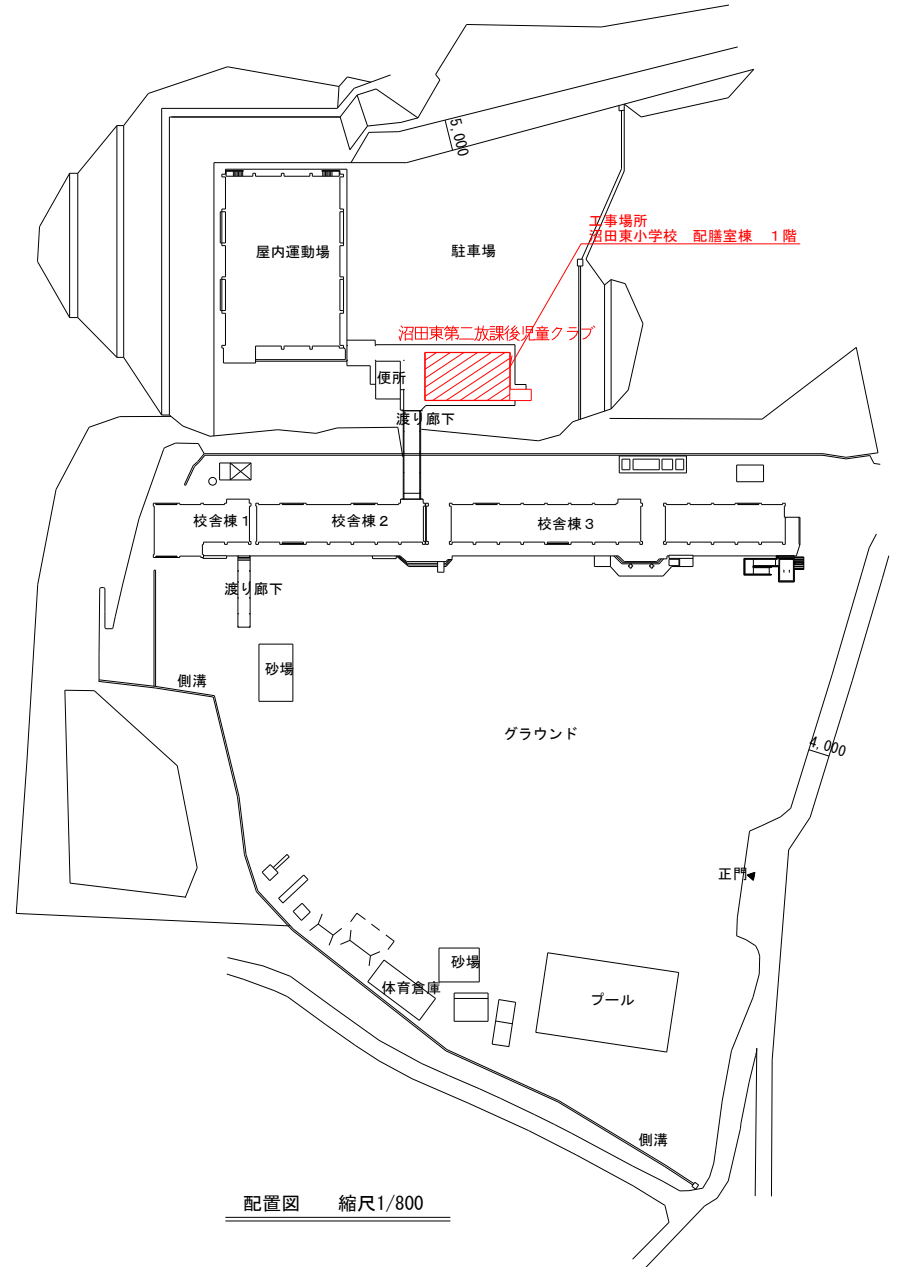 5,000
工事場所
沼田東小学校 配膳室棟 1階
屋内運動場
駐車場
沼田東第二放課後児童クラブ
便所
渡り廊下
校舎棟1
校舎棟2
校舎棟3
渡り廊下
砂場
側溝
グラウンド
4,000
正門
砂場
体育倉庫
プール
側溝
配置図 縮尺1/800